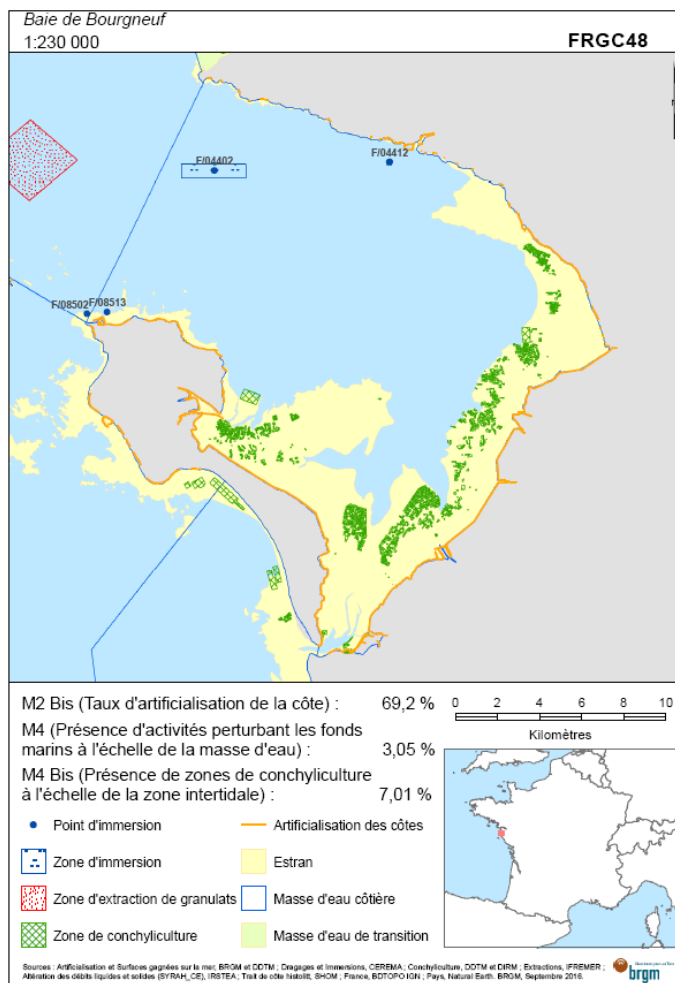 Baie de Bourgneuf
1:230 000
FRGC48
F/04402
F/04412
F/08502
F/08513
M2 Bis (Taux d'artificialisation de la côte) : 69,2 %
M4 (Présence d'activités perturbant les fonds
marins à l'échelle de la masse d'eau) : 3,05 %
M4 Bis (Présence de zones de conchyliculture
à l'échelle de la zone intertidale) : 7,01 %
0 2 4 6 8 10
Kilomètres
Point d'immersion
Artificialisation des côtes
Zone d'immersion
Estran
Zone d'extraction de granulats
Masse d'eau côtière
Zone de conchyliculture
Masse d'eau de transition
Sources : Artificialisation et Surfaces gagnées sur la mer, BRGM et DDTM ; Dragages et Immersions, CEREMA ; Conchyliculture, DDTM et DIRM ; Extractions, IFREMER ;
Altération des débits liquides et solides (SYRAH_CE), IRSTEA ; Trait de côte histolitt, SHOM ; France, BDTOPO IGN ; Pays, Natural Earth. BRGM, Septembre 2016.
brgm